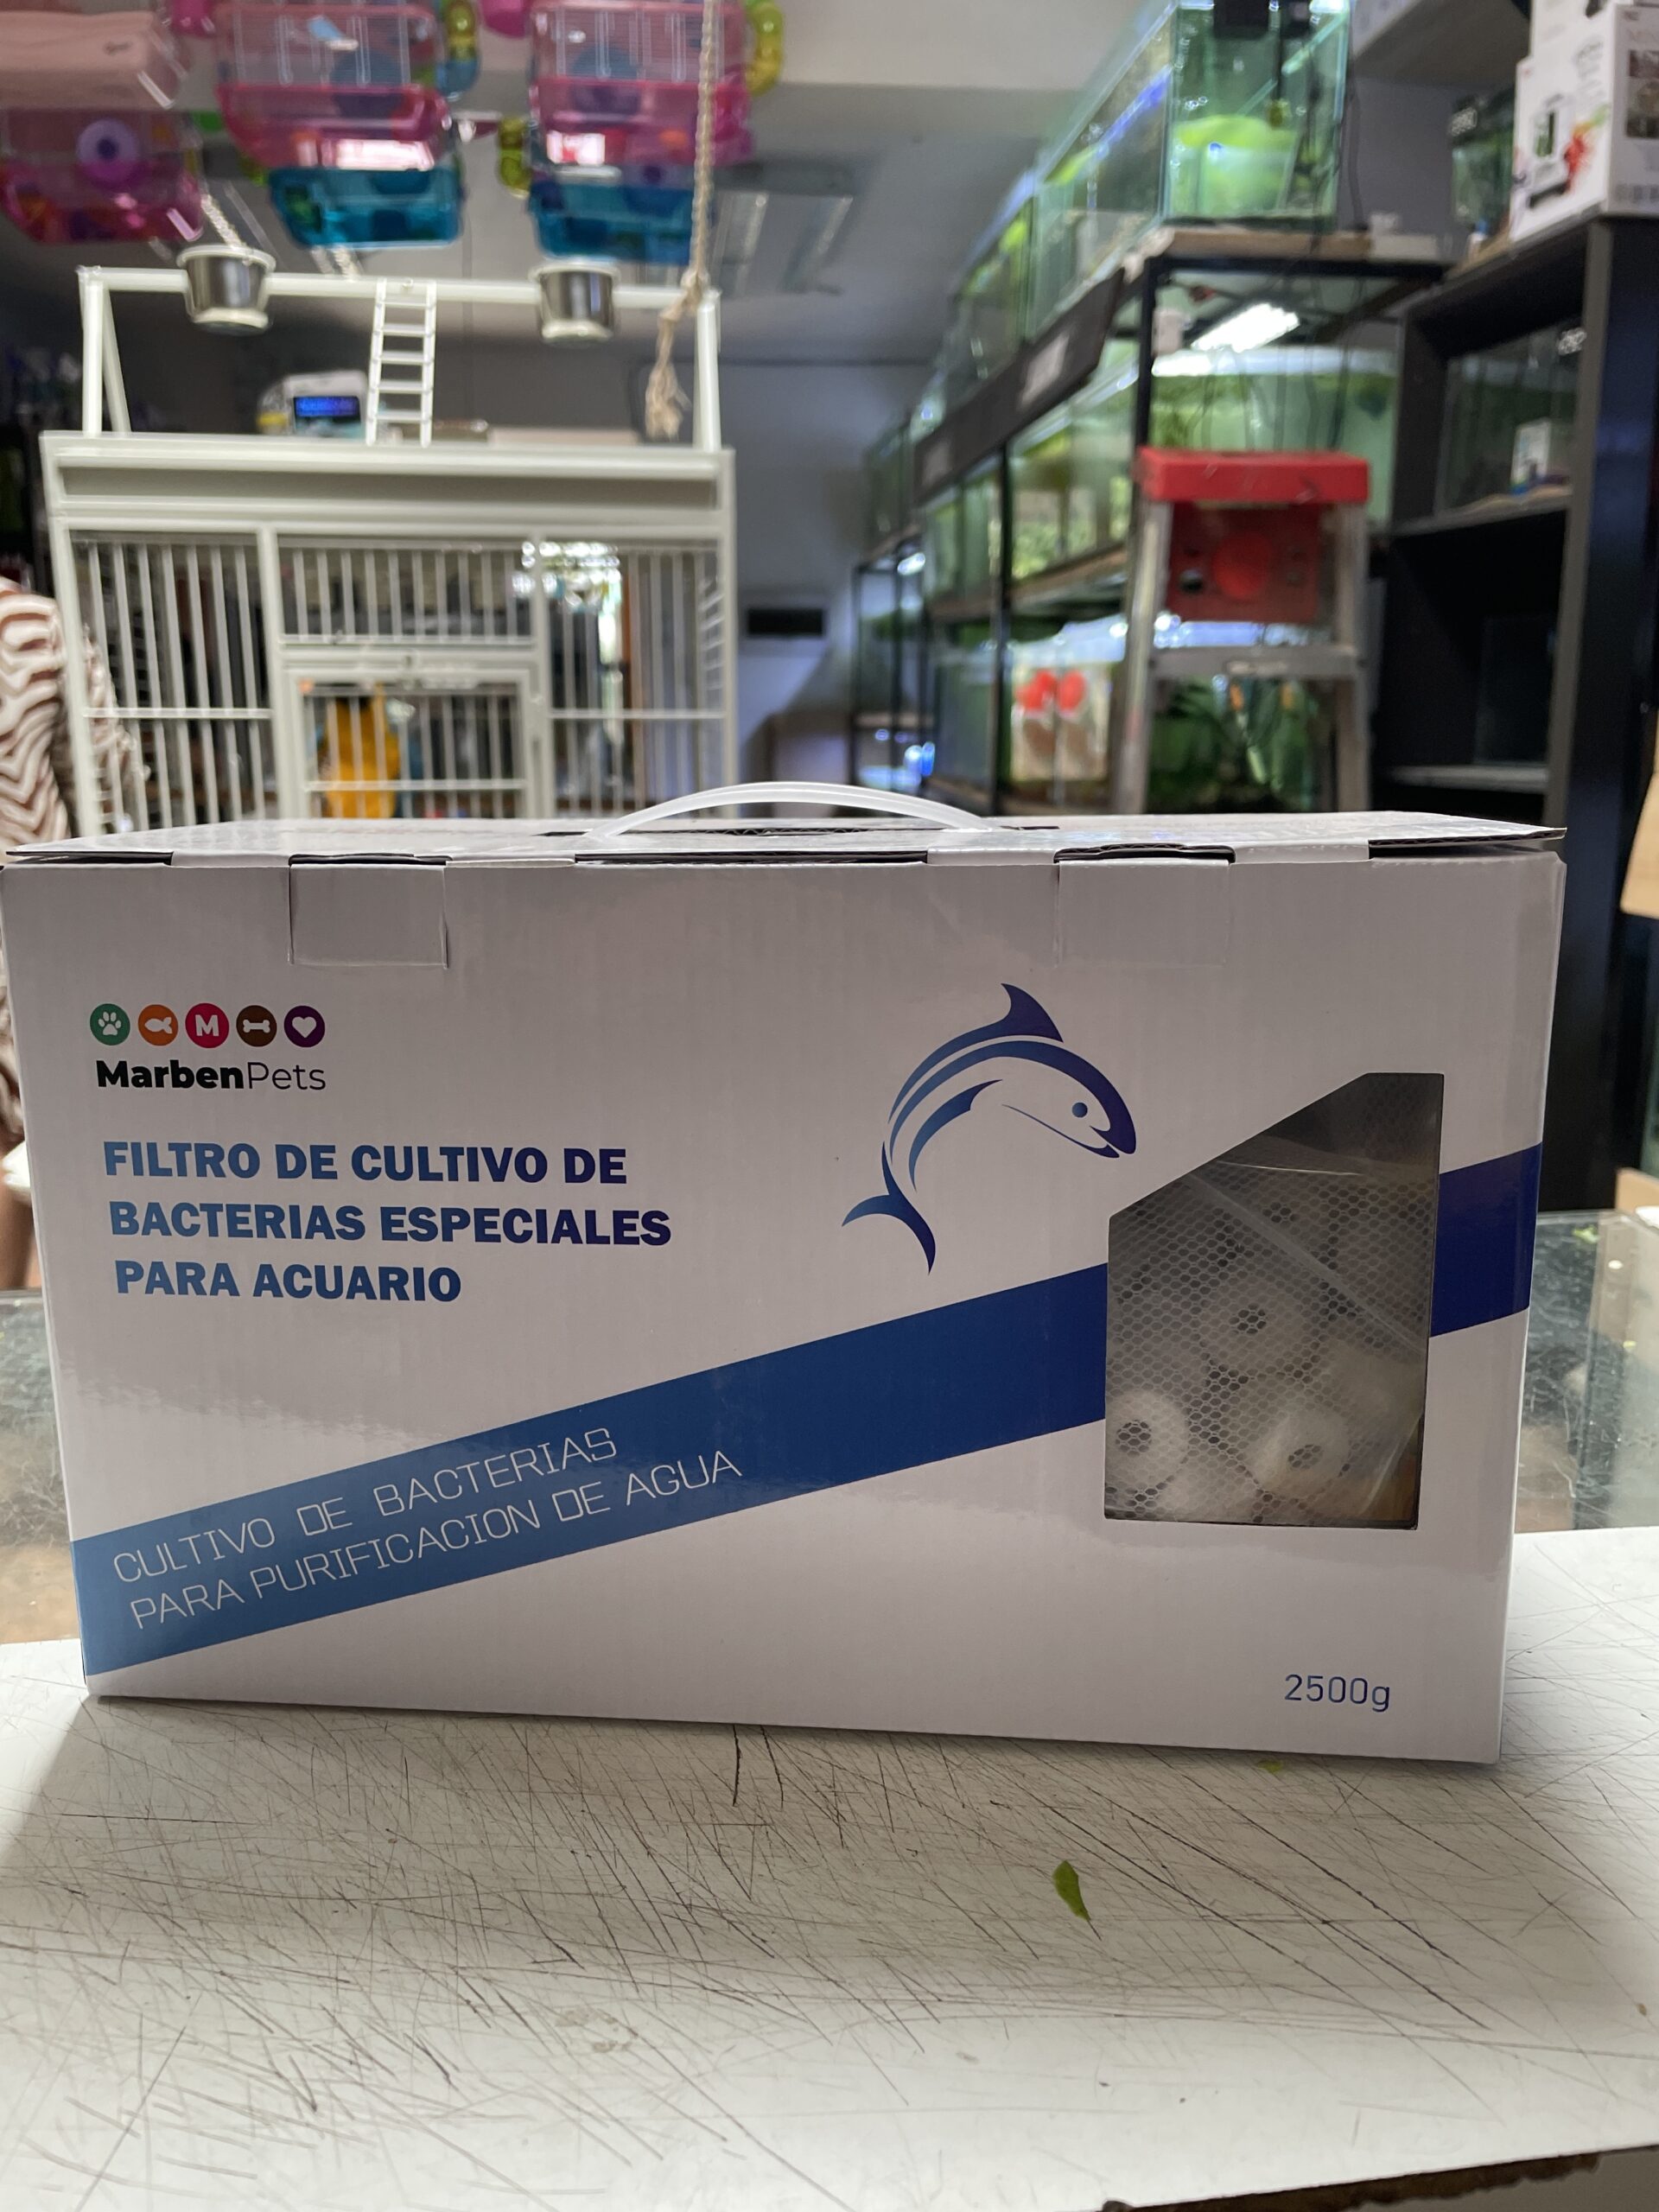 M
MarbenPets
FILTRO DE CULTIVO DE
BACTERIAS ESPECIALES
PARA ACUARIO
CULTIVO DE BACTERIAS
PARA PURIFICACION DE AGUA
2500g